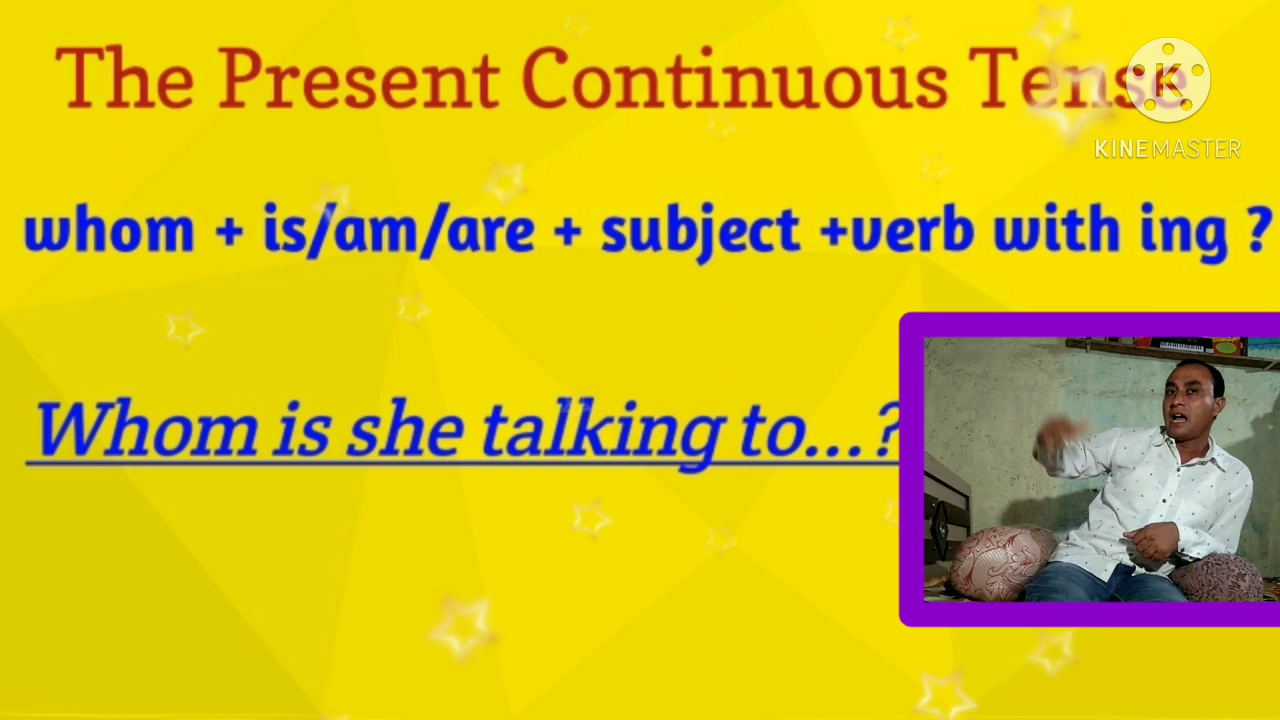 The Present Continuous Tense
KINEMASTER
whom + is/am/are + subject +verb with ing ?
Whom is she talking to...?